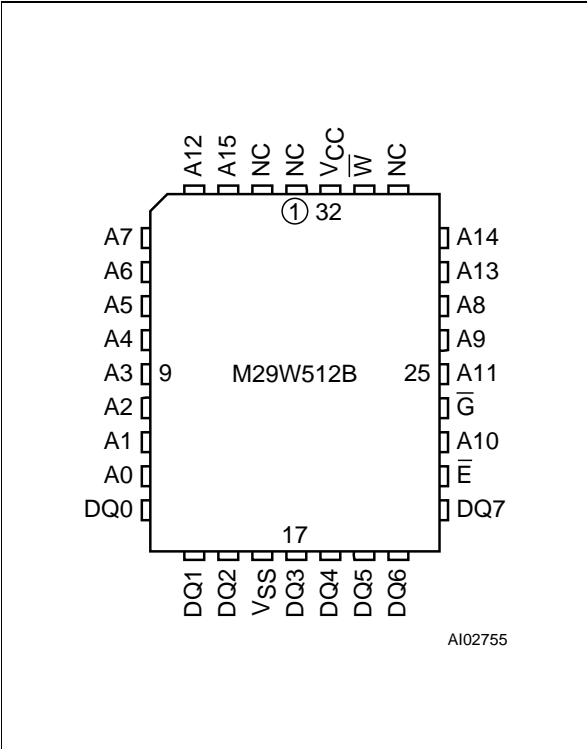 A12 A15 NC NC VCC W̅ NC
① 32
A7 A14
A6 A13
A5 A8
A4 A9
A3 9 M29W512B 25 A11
A2 G̅
A1 A10
A0 E̅
DQ0 DQ7
17
DQ1 DQ2 VSS DQ3 DQ4 DQ5 DQ6
AI02755